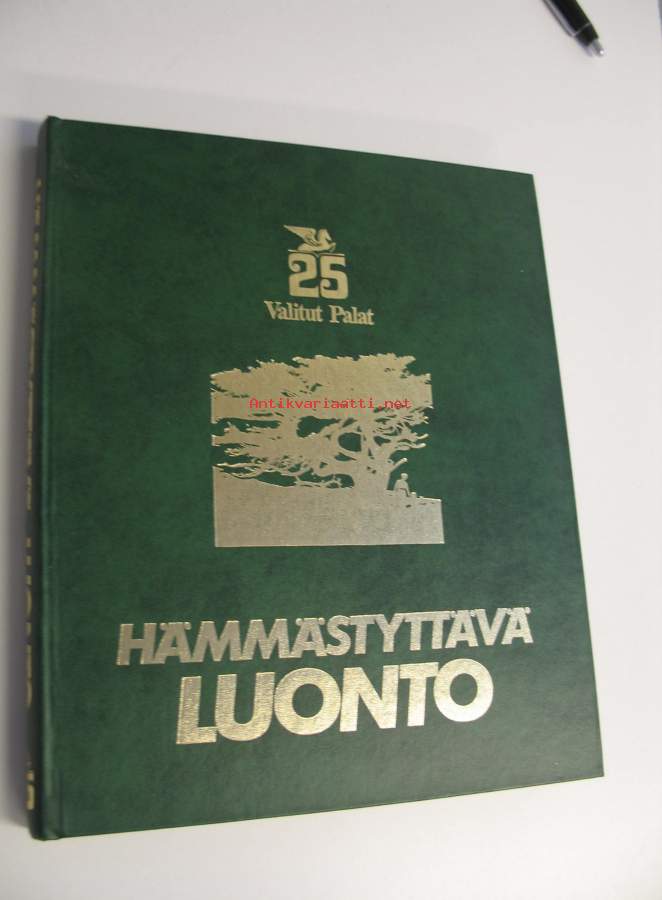 25
Valitut Palat
Antikvariaatti.net
HÄMMÄSTYTTÄVÄ
LUONTO